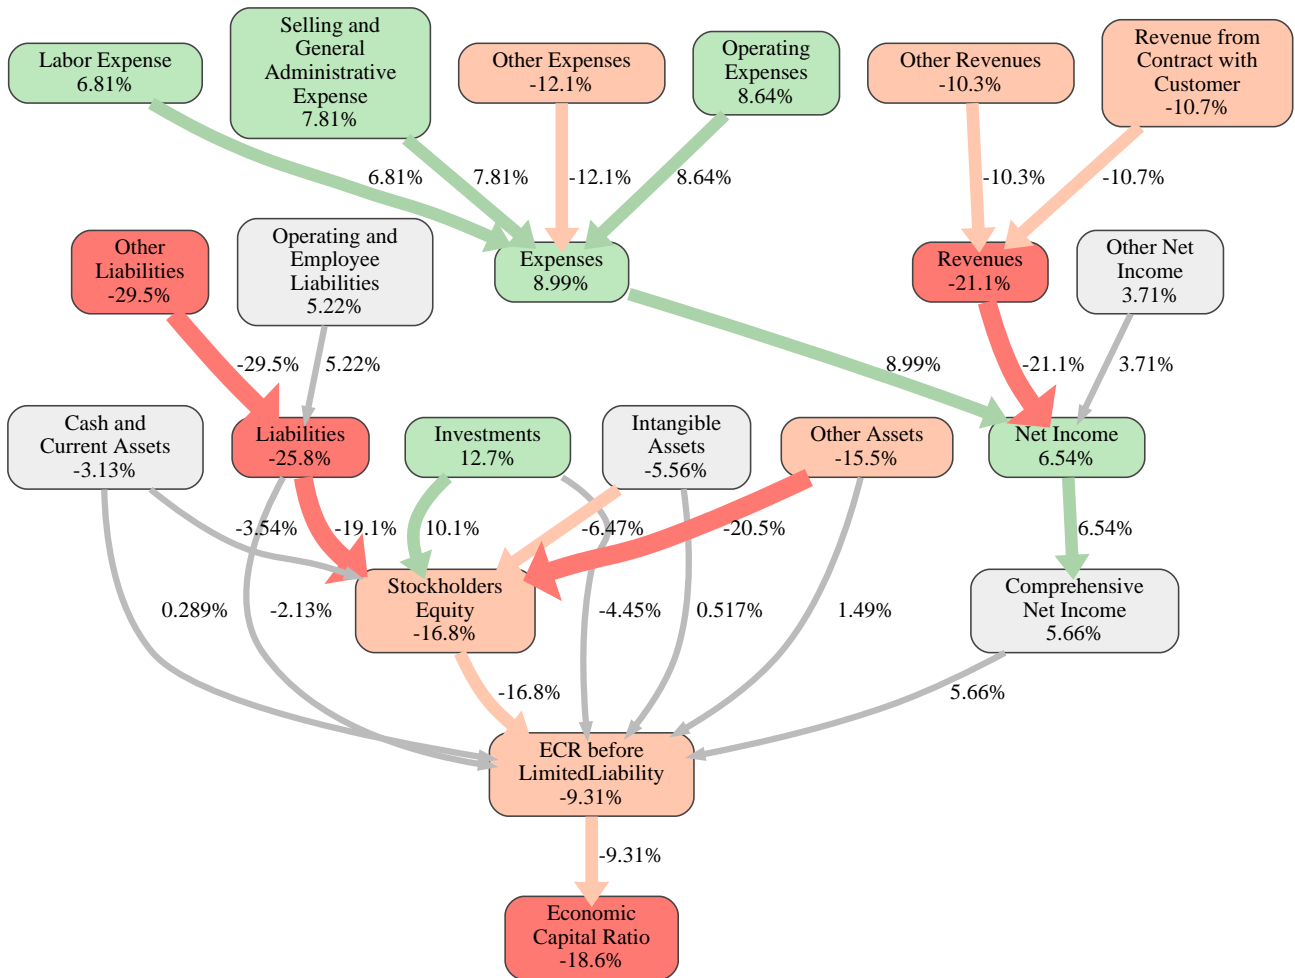 Labor Expense
6.81%
Selling and
General
Administrative
Expense
7.81%
Other Expenses
-12.1%
Operating
Expenses
8.64%
Other Revenues
-10.3%
Revenue from
Contract with
Customer
-10.7%
6.81%
7.81%
-12.1%
8.64%
-10.3%
-10.7%
Other
Liabilities
-29.5%
Operating and
Employee
Liabilities
5.22%
Expenses
8.99%
Revenues
-21.1%
Other Net
Income
3.71%
-29.5%
5.22%
8.99%
-21.1%
3.71%
Cash and
Current Assets
-3.13%
Liabilities
-25.8%
Investments
12.7%
Intangible
Assets
-5.56%
Other Assets
-15.5%
Net Income
6.54%
-3.54%
-19.1%
10.1%
-6.47%
-20.5%
6.54%
0.289%
-2.13%
Stockholders
Equity
-16.8%
-4.45%
0.517%
1.49%
Comprehensive
Net Income
5.66%
-16.8%
5.66%
ECR before
LimitedLiability
-9.31%
-9.31%
Economic
Capital Ratio
-18.6%